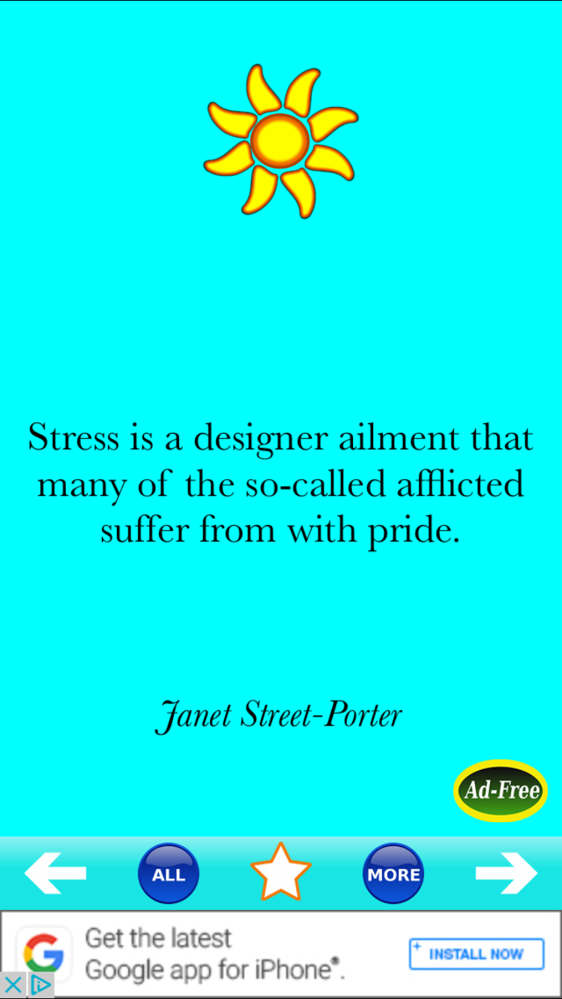 Stress is a designer ailment that
many of the so-called afflicted
suffer from with pride.
Janet Street-Porter
Ad-Free
ALL
MORE
Get the latest
Google app for iPhone®.
INSTALL NOW